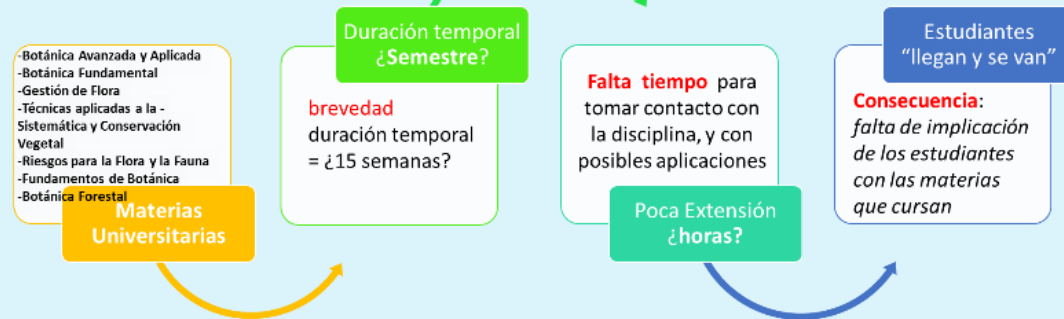 -Botánica Avanzada y Aplicada
-Botánica Fundamental
-Gestión de Flora
-Técnicas aplicadas a la -
Sistemática y Conservación
Vegetal
-Riesgos para la Flora y la Fauna
-Fundamentos de Botánica
-Botánica Forestal
Materias
Universitarias
Duración temporal
¿Semestre?
brevedad
duración temporal
= ¿15 semanas?
Falta tiempo para
tomar contacto con
la disciplina, y con
posibles aplicaciones
Poca Extensión
¿horas?
Estudiantes
“llegan y se van”
Consecuencia:
falta de implicación
de los estudiantes
con las materias
que cursan